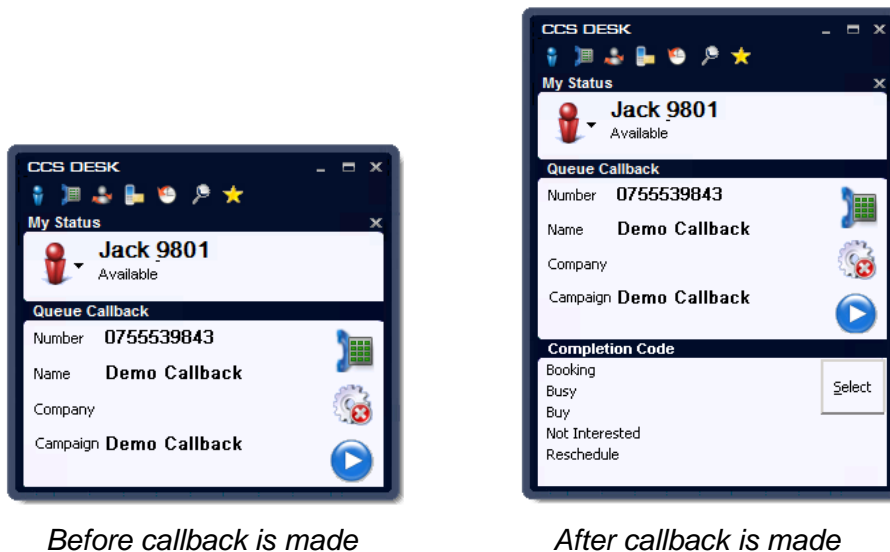 CCS DESK
My Status
Jack 9801
Available
Queue Callback
Number 0755539843
Name Demo Callback
Company
Campaign Demo Callback
Before callback is made
CCS DESK
My Status
Jack 9801
Available
Queue Callback
Number 0755539843
Name Demo Callback
Company
Campaign Demo Callback
Completion Code
Booking
Busy
Buy
Not Interested
Reschedule
Select
After callback is made